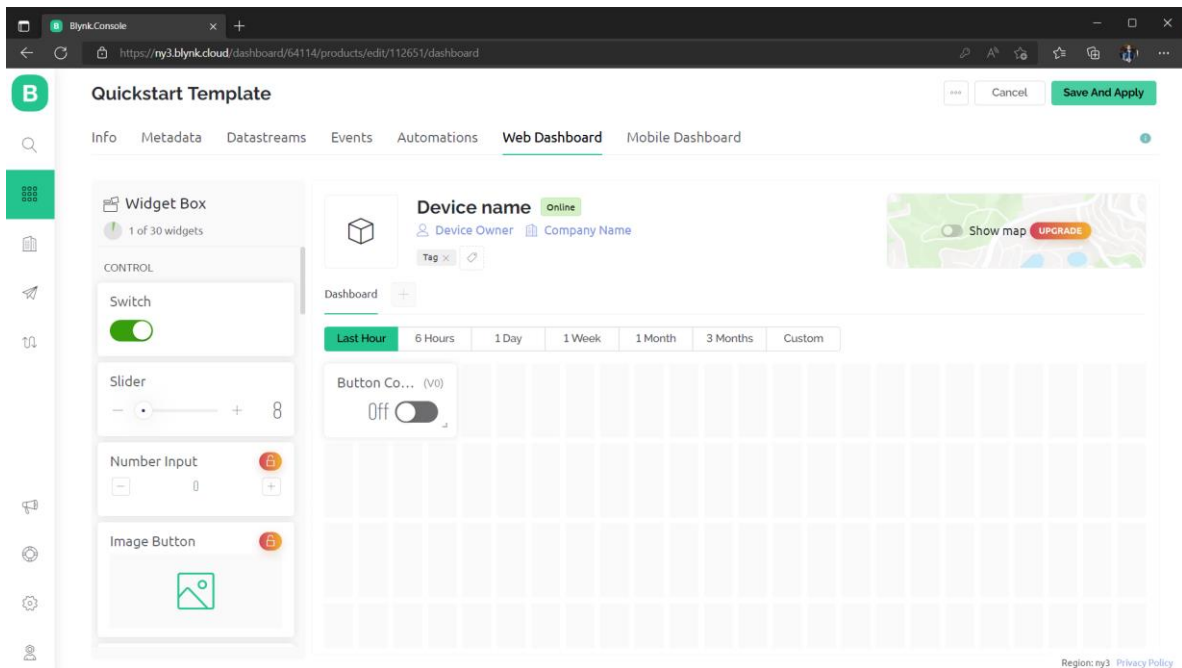 Blynk.Console
https://ny3.blynk.cloud/dashboard/64114/products/edit/112651/dashboard
B
Quickstart Template
Cancel
Save And Apply
Info Metadata Datastreams Events Automations Web Dashboard Mobile Dashboard
Widget Box
1 of 30 widgets
CONTROL
Switch
Slider
8
Number Input
0
Image Button
Device name Online
Device Owner Company Name
Tag
Show map UPGRADE
Dashboard
Last Hour 6 Hours 1 Day 1 Week 1 Month 3 Months Custom
Button Co... (V0)
Off
Region: ny3 Privacy Policy